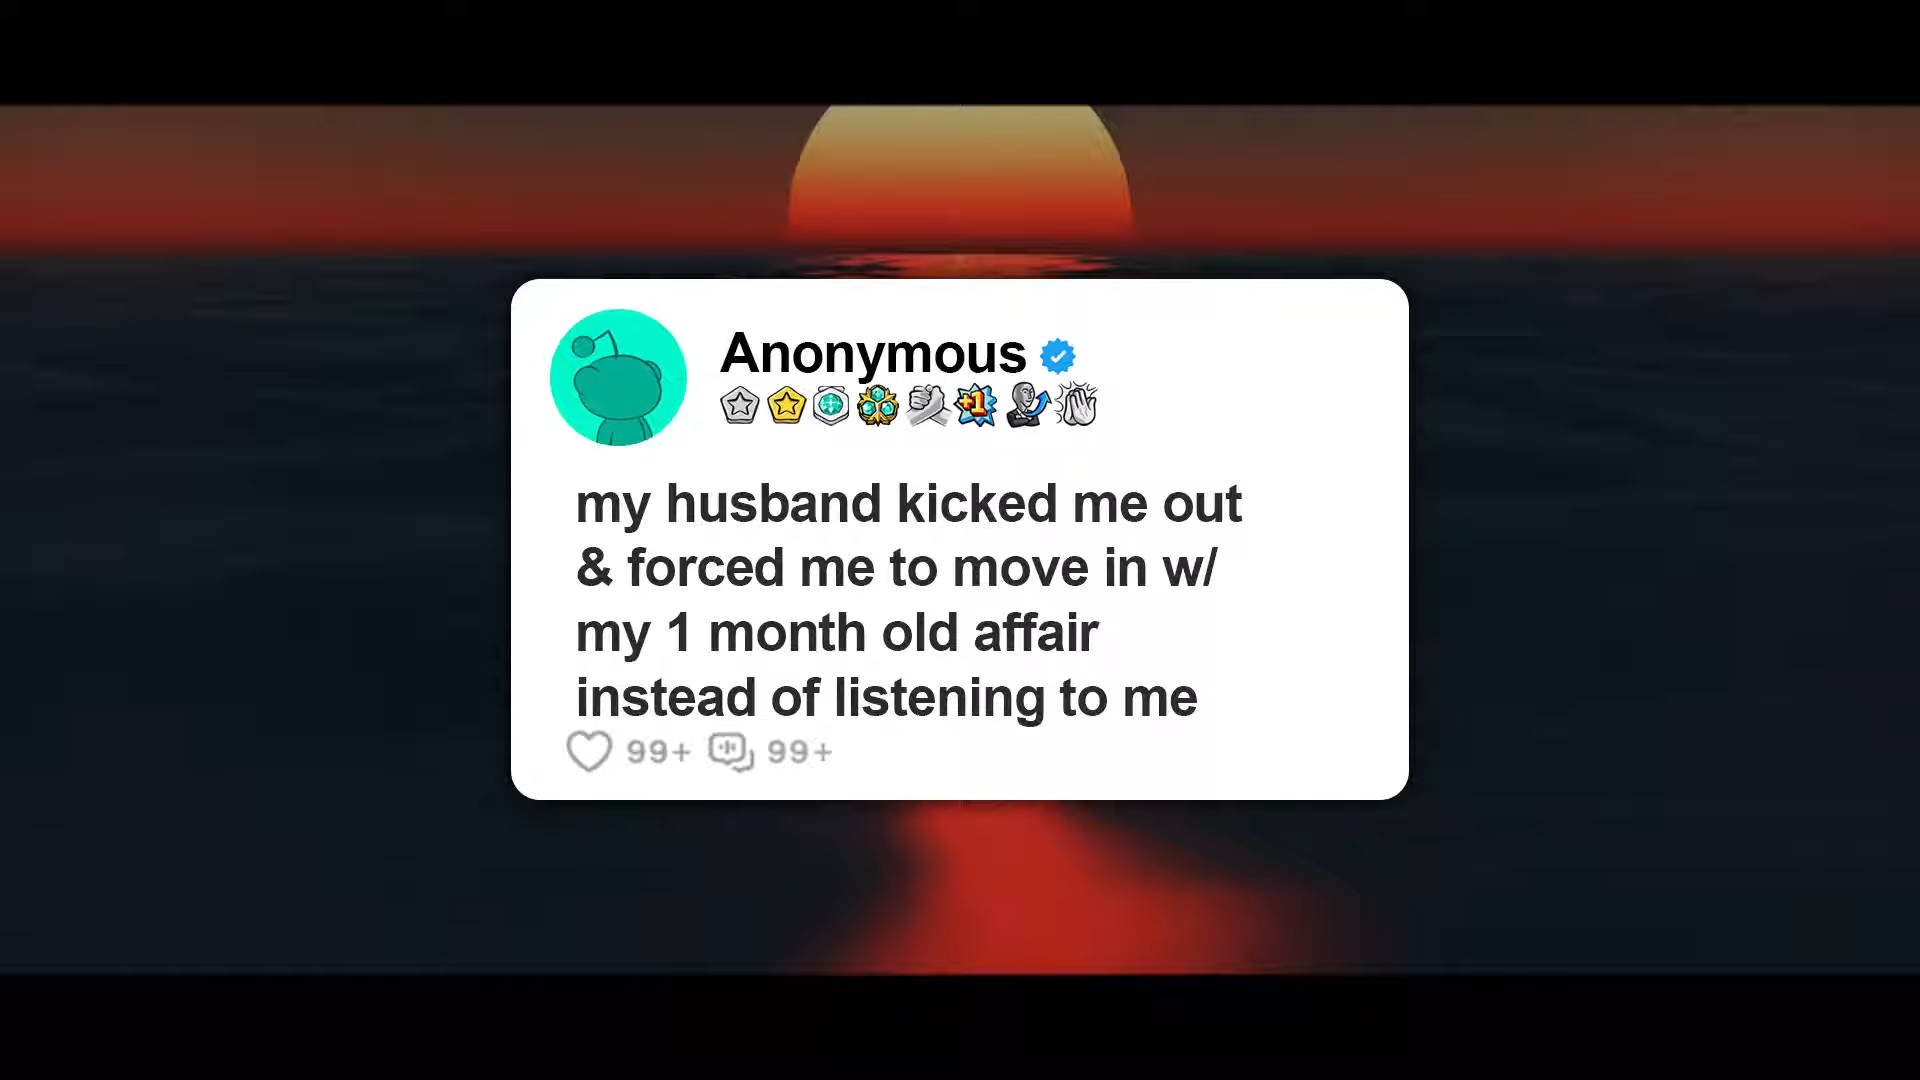 Anonymous
+1
my husband kicked me out
& forced me to move in w/
my 1 month old affair
instead of listening to me
99+ 99+